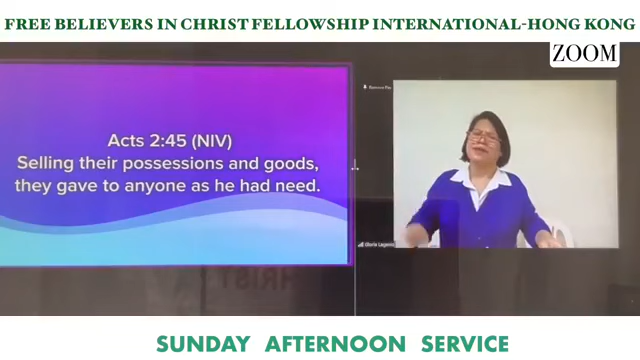 FREE BELIEVERS IN CHRIST FELLOWSHIP INTERNATIONAL-HONG KONG
ZOOM
Acts 2:45 (NIV)
Selling their possessions and goods,
they gave to anyone as he had need.
SUNDAY AFTERNOON SERVICE